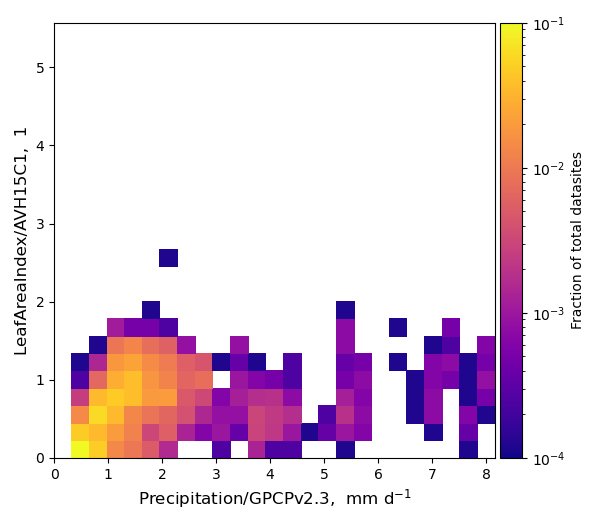 LeafAreaIndex/AVH15C1, 1
5
4
3
2
1
0
0 1 2 3 4 5 6 7 8
Precipitation/GPCPv2.3, mm d⁻¹
10⁻¹
10⁻²
10⁻³
10⁻⁴
Fraction of total datasites